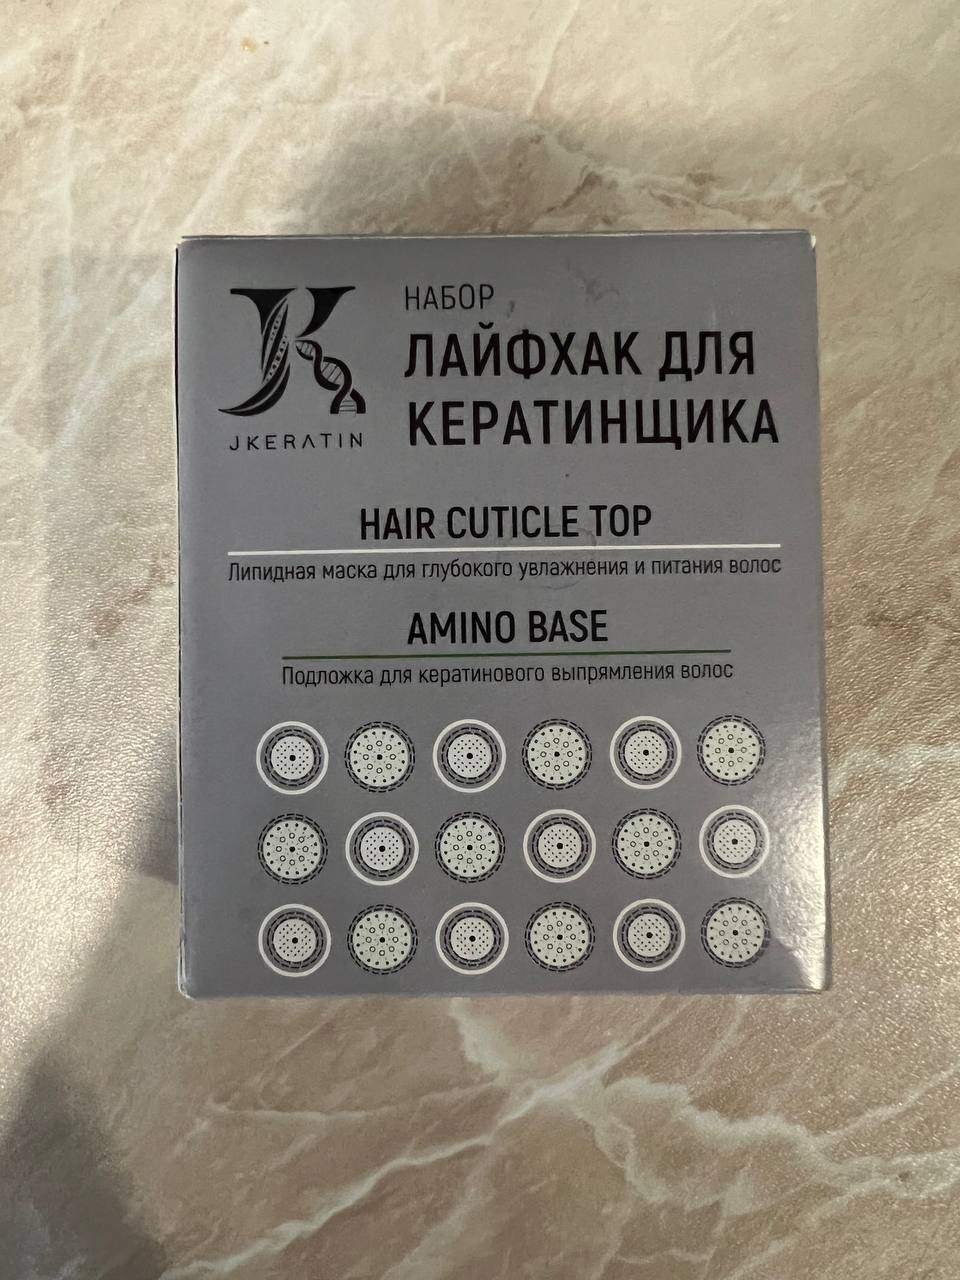 НАБОР
ЛАЙФХАК ДЛЯ
КЕРАТИНЩИКА
JKERATIN
HAIR CUTICLE TOP
Липидная маска для глубокого увлажнения и питания волос
AMINO BASE
Подложка для кератинового выпрямления волос